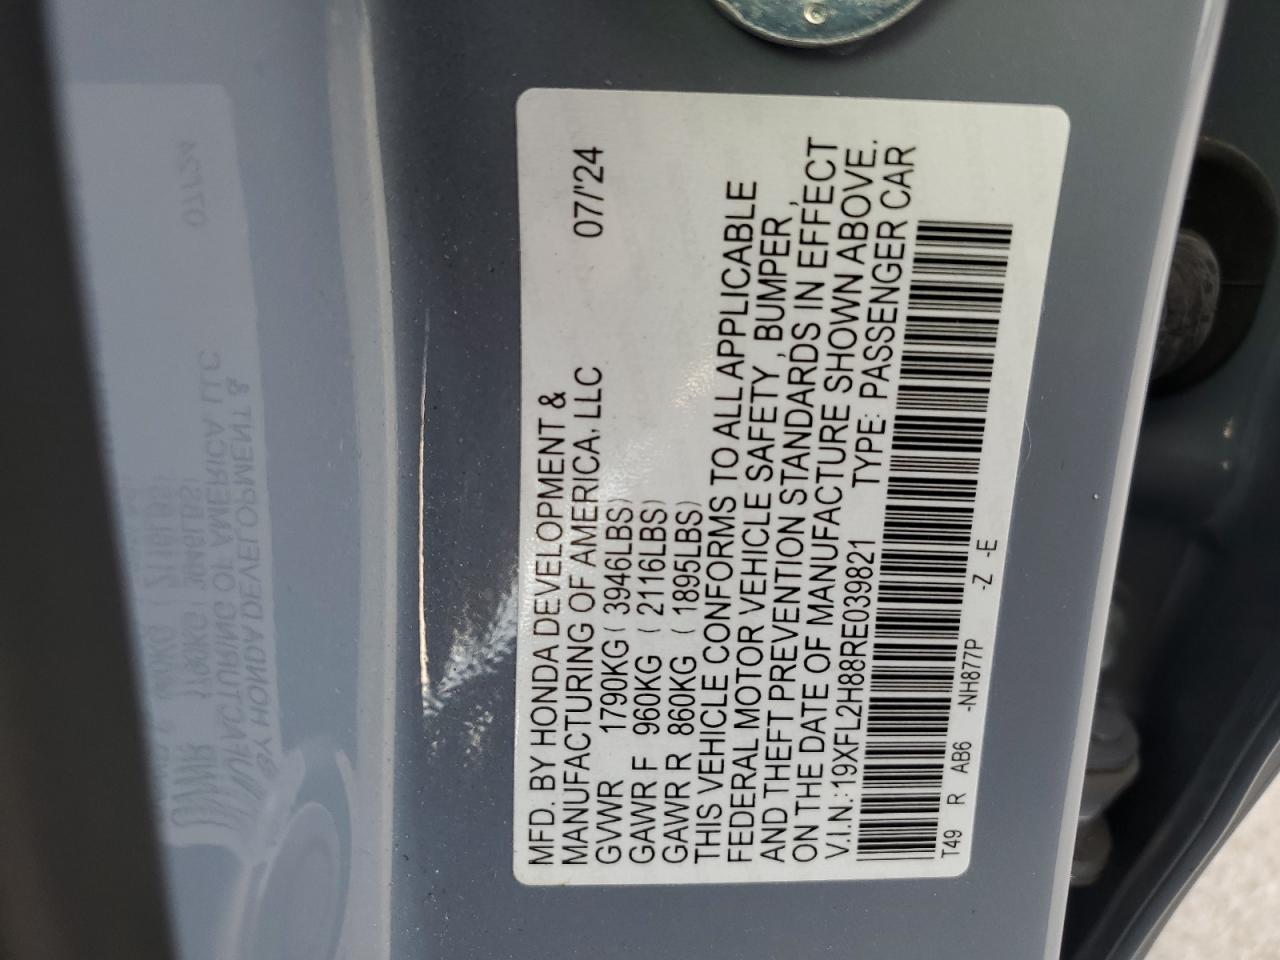 MFD. BY HONDA DEVELOPMENT &
MANUFACTURING OF AMERICA, LLC 07/'24
GVWR 1790KG ( 3946LBS)
GAWR F 960KG ( 2116LBS)
GAWR R 860KG ( 1895LBS)
THIS VEHICLE CONFORMS TO ALL APPLICABLE
FEDERAL MOTOR VEHICLE SAFETY, BUMPER,
AND THEFT PREVENTION STANDARDS IN EFFECT
ON THE DATE OF MANUFACTURE SHOWN ABOVE.
V.I.N.:19XFL2H88RE039821 TYPE: PASSENGER CAR
T49 R AB6 -NH877P -Z -E